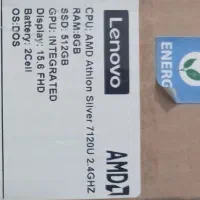 Lenovo
AMD
CPU: AMD Athlon Silver 7120U 2.4GHZ
RAM:8GB
SSD: 512GB
GPU: INTEGRATED
Display: 15.6 FHD
Battery: 2Cell
OS:DOS
ENERG